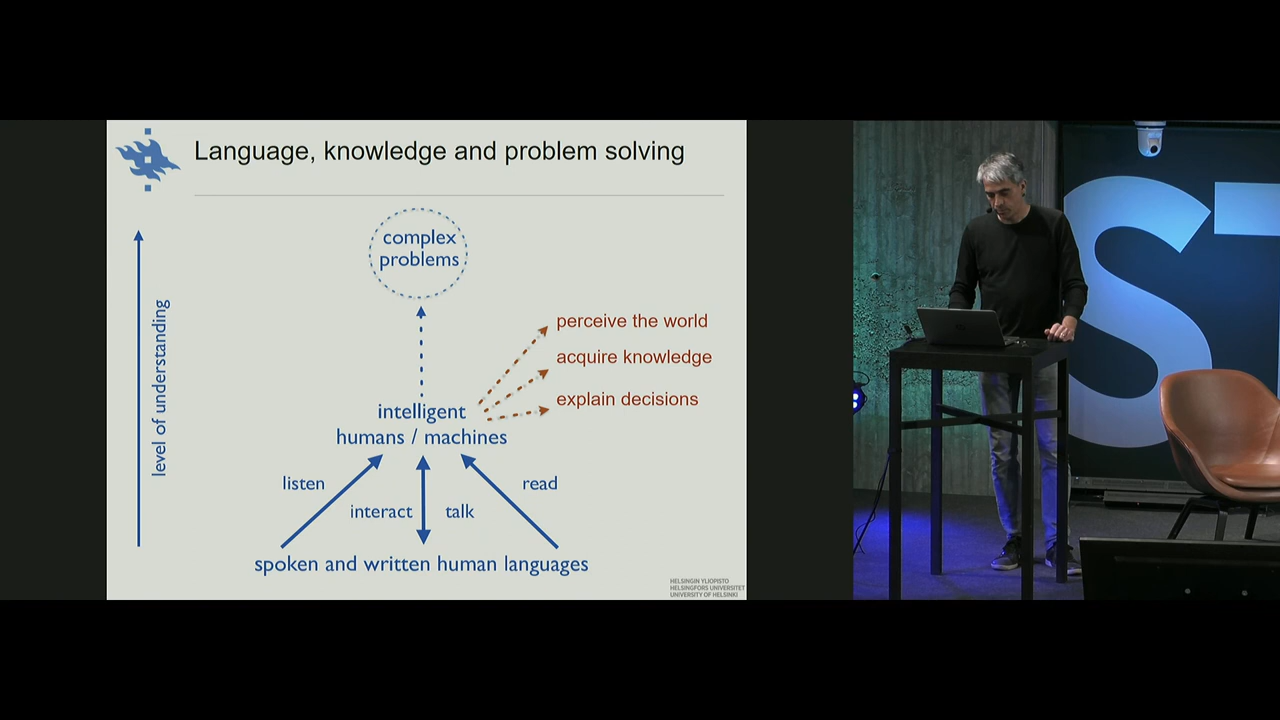 Language, knowledge and problem solving
complex
problems
level of understanding
perceive the world
acquire knowledge
explain decisions
intelligent
humans / machines
listen
read
interact
talk
spoken and written human languages
HELSINGIN YLIOPISTO
HELSINGFORS UNIVERSITET
UNIVERSITY OF HELSINKI
ST